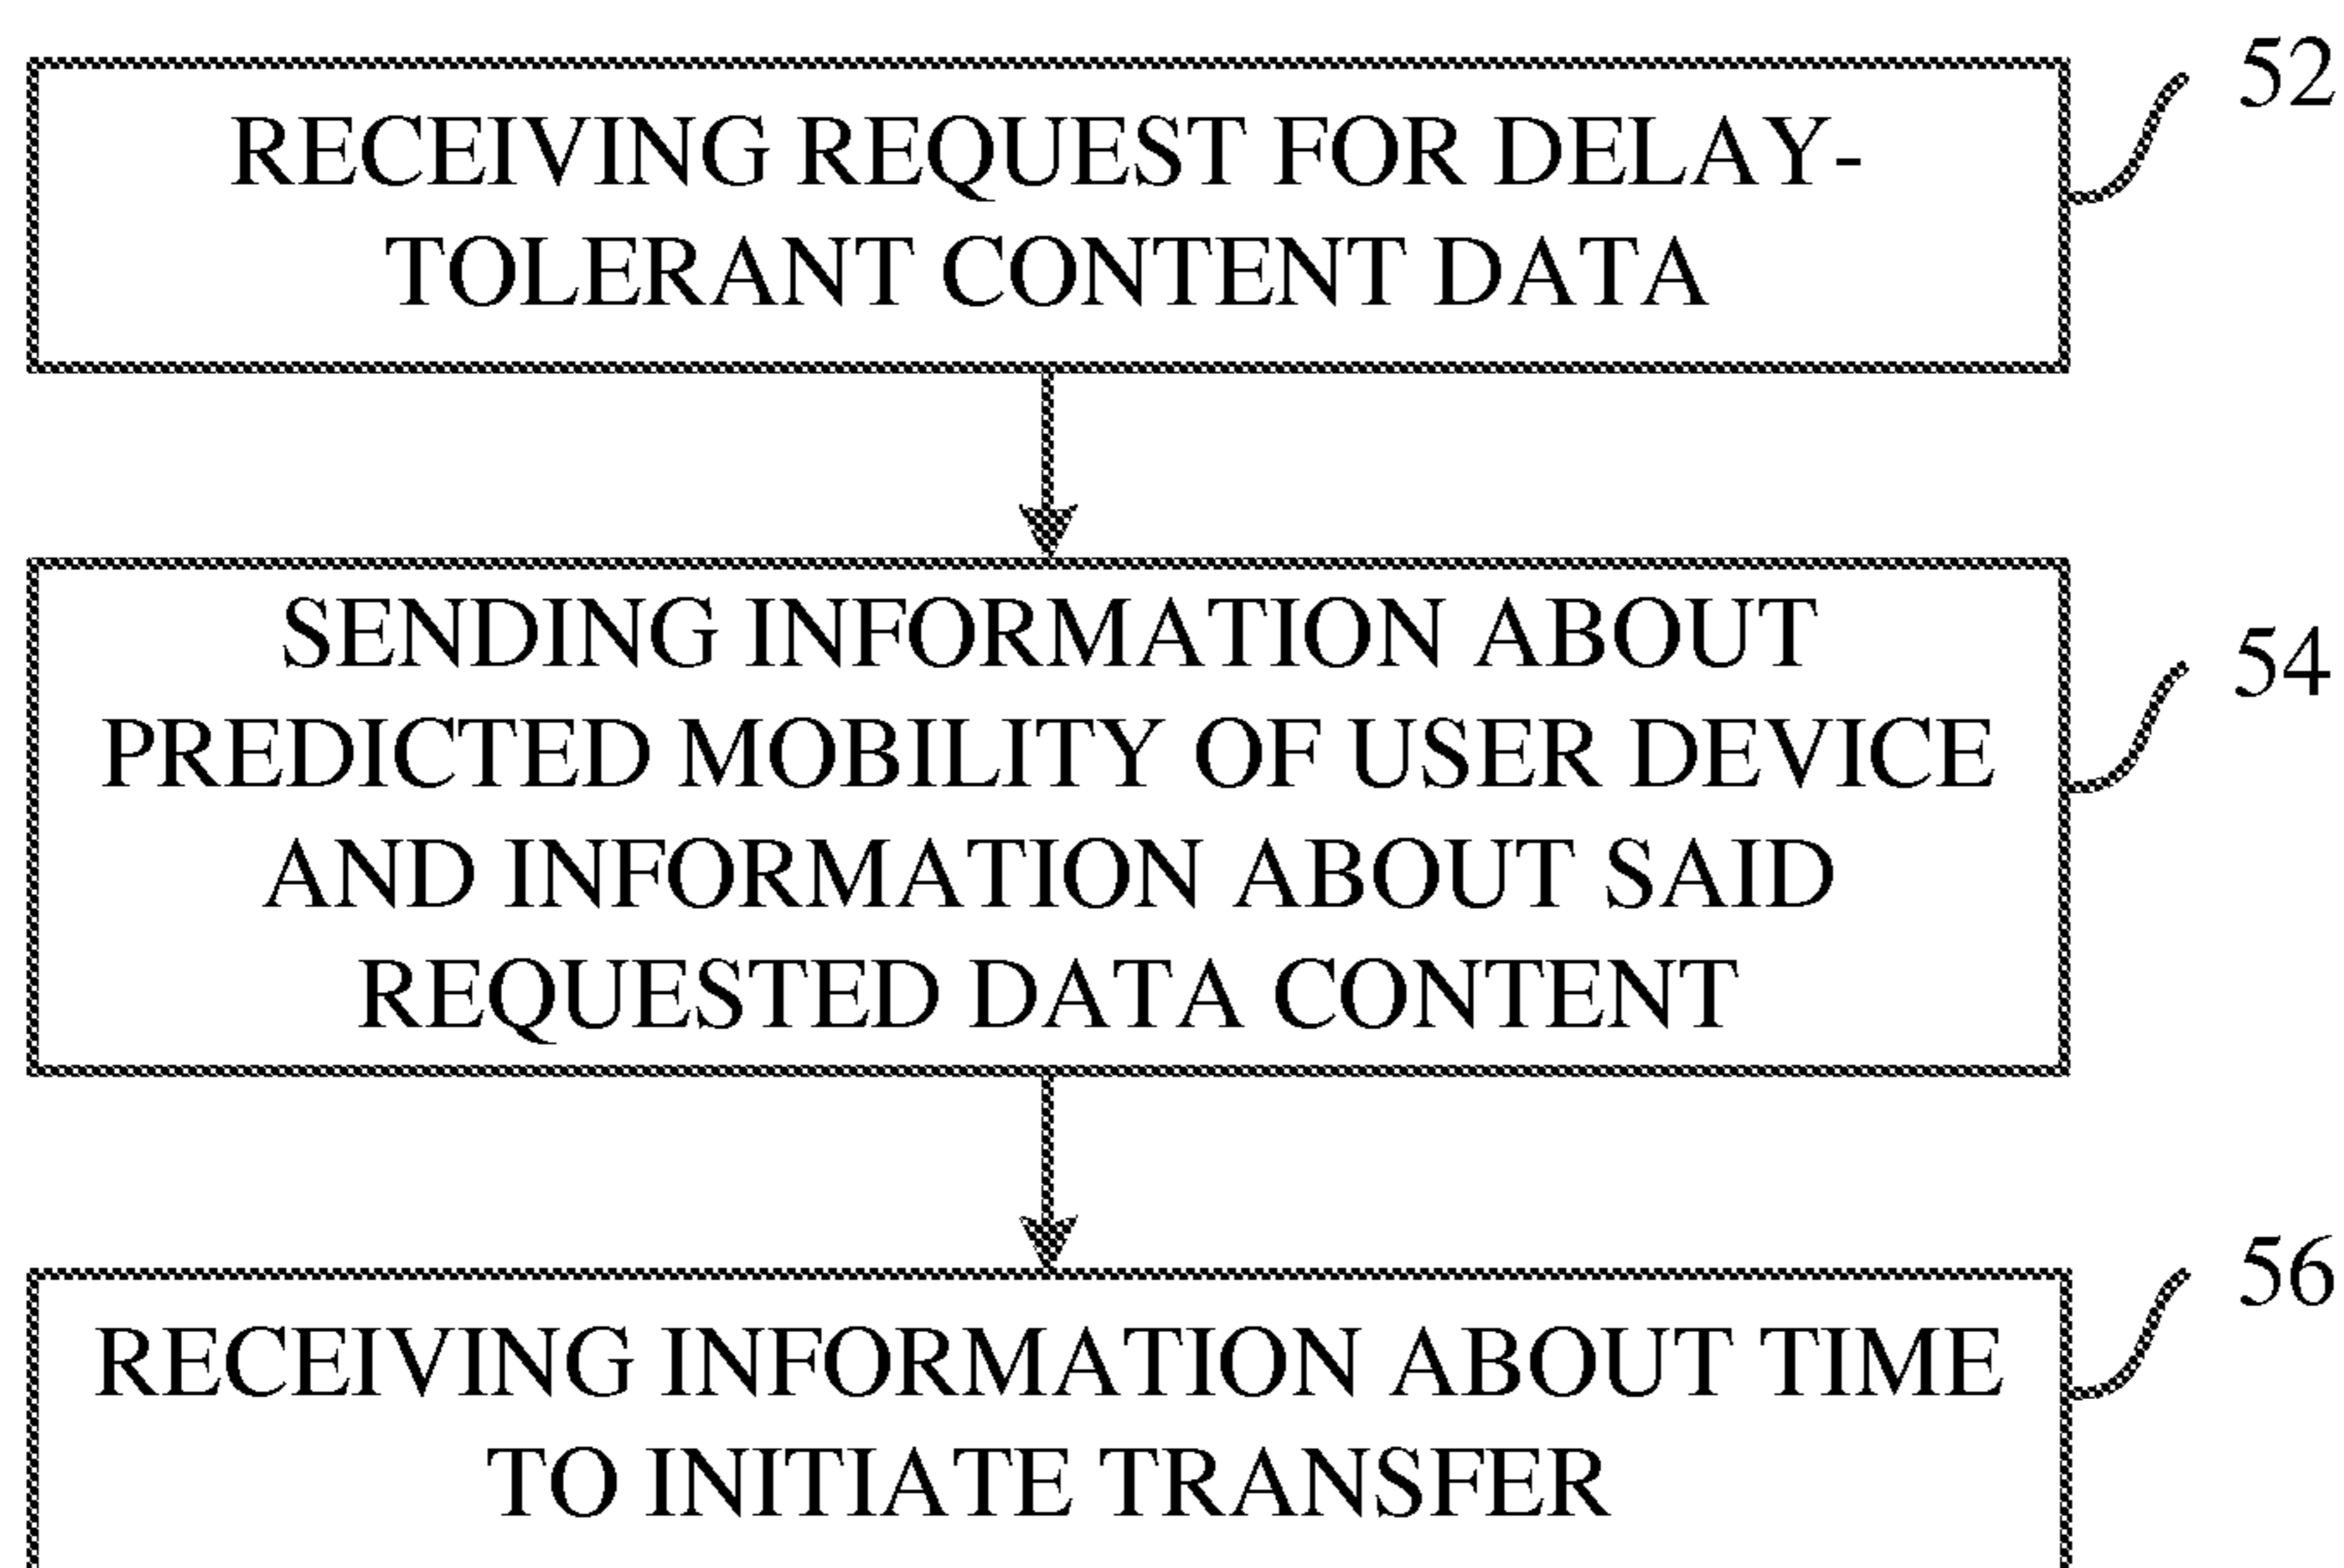 52
RECEIVING REQUEST FOR DELAY-
TOLERANT CONTENT DATA
SENDING INFORMATION ABOUT
54
PREDICTED MOBILITY OF USER DEVICE
AND INFORMATION ABOUT SAID
REQUESTED DATA CONTENT
56
RECEIVING INFORMATION ABOUT TIME
TO INITIATE TRANSFER